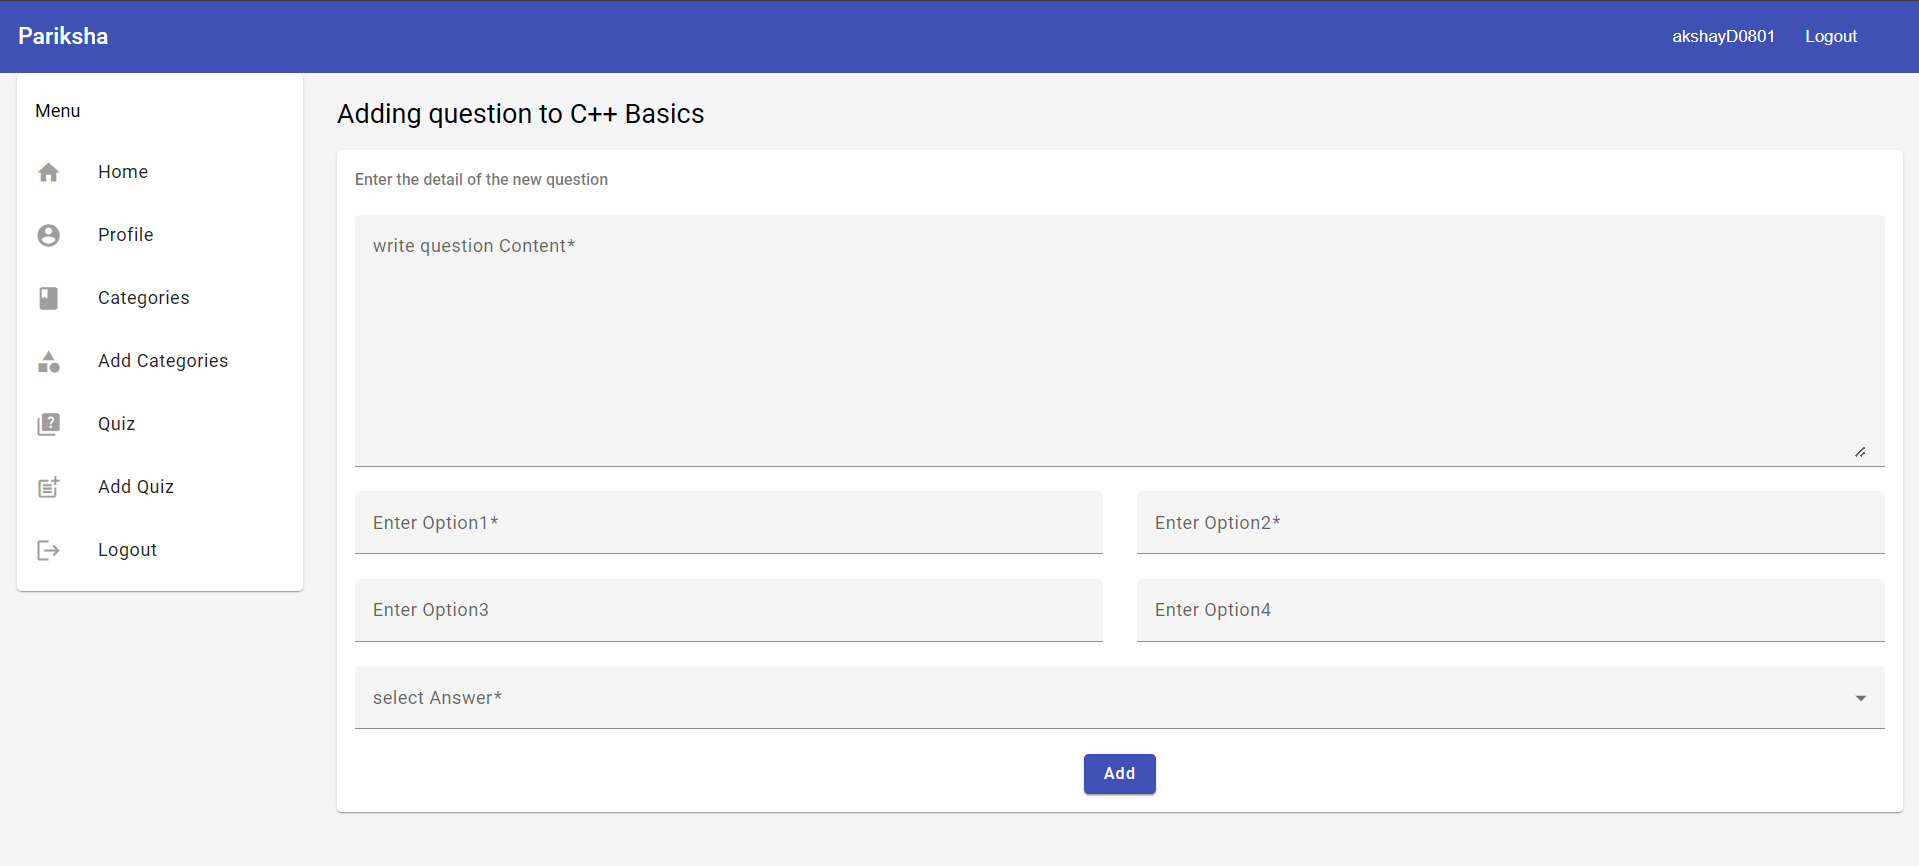 Pariksha
akshayD0801 Logout
Menu
Home
Profile
Categories
Add Categories
Quiz
Add Quiz
Logout
Adding question to C++ Basics
Enter the detail of the new question
write question Content*
Enter Option1*
Enter Option2*
Enter Option3
Enter Option4
select Answer*
Add